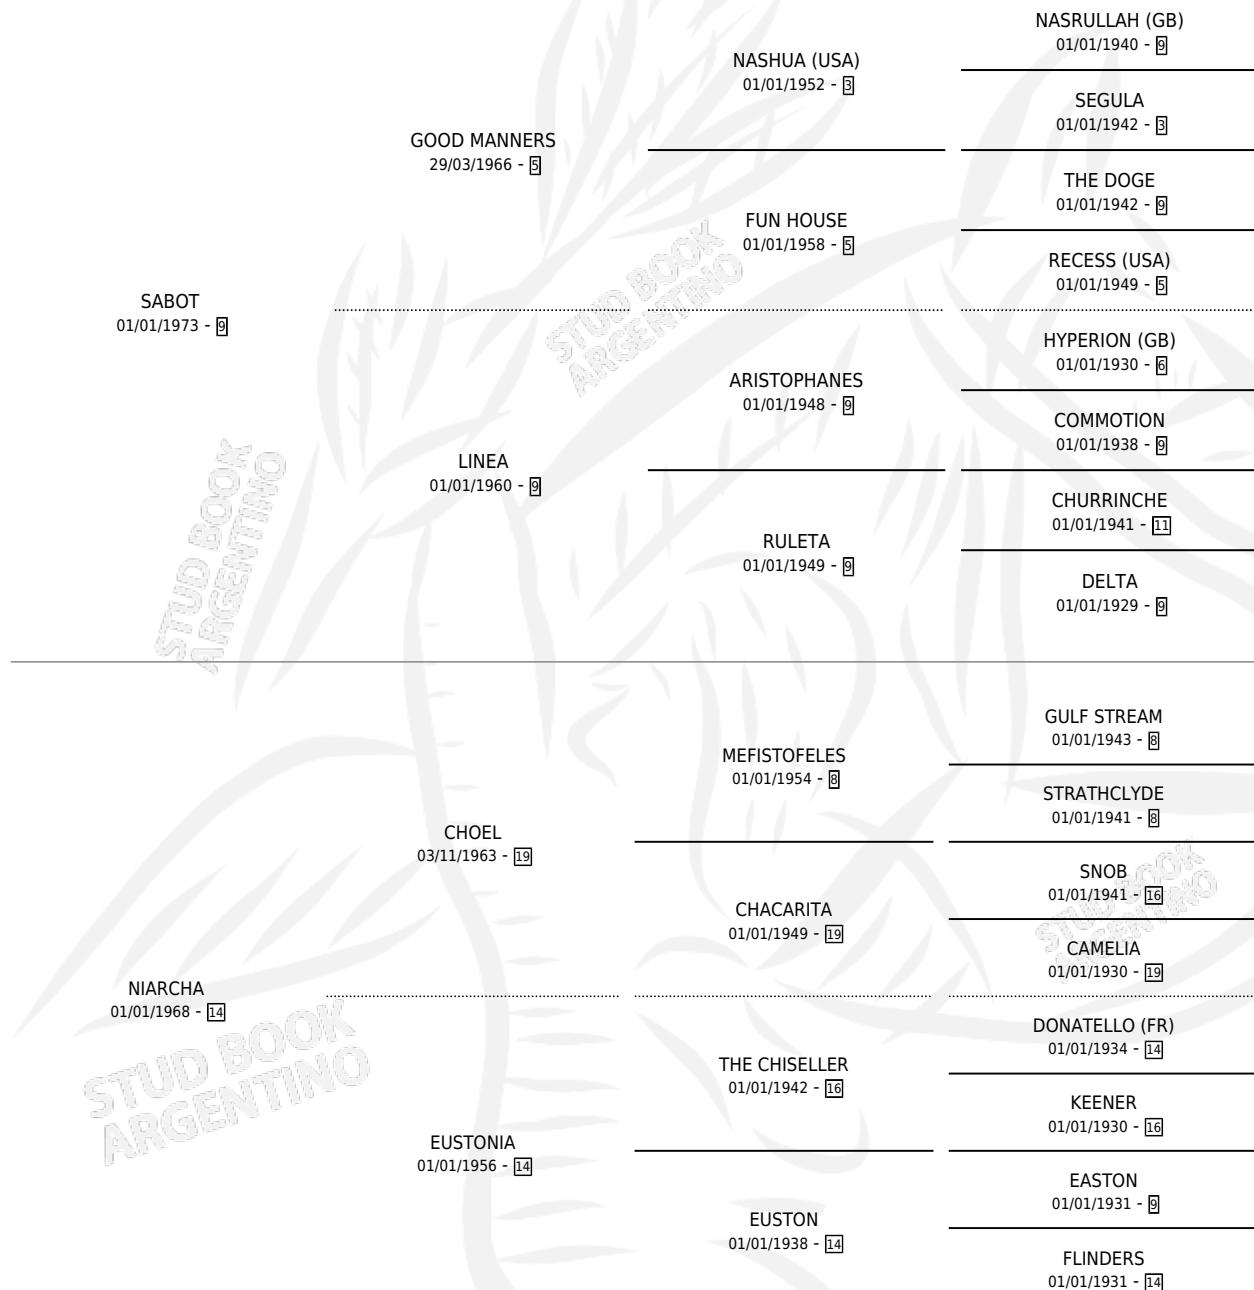 NASRULLAH (GB)
01/01/1940 - 9
NASHUA (USA)
01/01/1952 - 3
SEGULA
01/01/1942 - 3
GOOD MANNERS
29/03/1966 - 5
THE DOGE
01/01/1942 - 9
FUN HOUSE
01/01/1958 - 5
RECESS (USA)
01/01/1949 - 5
SABOT
01/01/1973 - 9
HYPERION (GB)
01/01/1930 - 6
ARISTOPHANES
01/01/1948 - 9
COMMOTION
01/01/1938 - 9
LINEA
01/01/1960 - 9
CHURRINCHE
01/01/1941 - 11
RULETA
01/01/1949 - 9
DELTA
01/01/1929 - 9
GULF STREAM
01/01/1943 - 8
MEFISTOFELES
01/01/1954 - 8
STRATHCLYDE
01/01/1941 - 8
CHOEL
03/11/1963 - 19
SNOB
01/01/1941 - 16
CHACARITA
01/01/1949 - 19
CAMELIA
01/01/1930 - 19
NIARCHA
01/01/1968 - 14
DONATELLO (FR)
01/01/1934 - 14
THE CHISELLER
01/01/1942 - 16
KEENER
01/01/1930 - 16
EUSTONIA
01/01/1956 - 14
EASTON
01/01/1931 - 9
EUSTON
01/01/1938 - 14
FLINDERS
01/01/1931 - 14
STUD BOOK
ARGENTINO
STUD BOOK
ARGENTINO
STUD BOOK
ARGENTINO
STUD BOOK
ARGENTINO